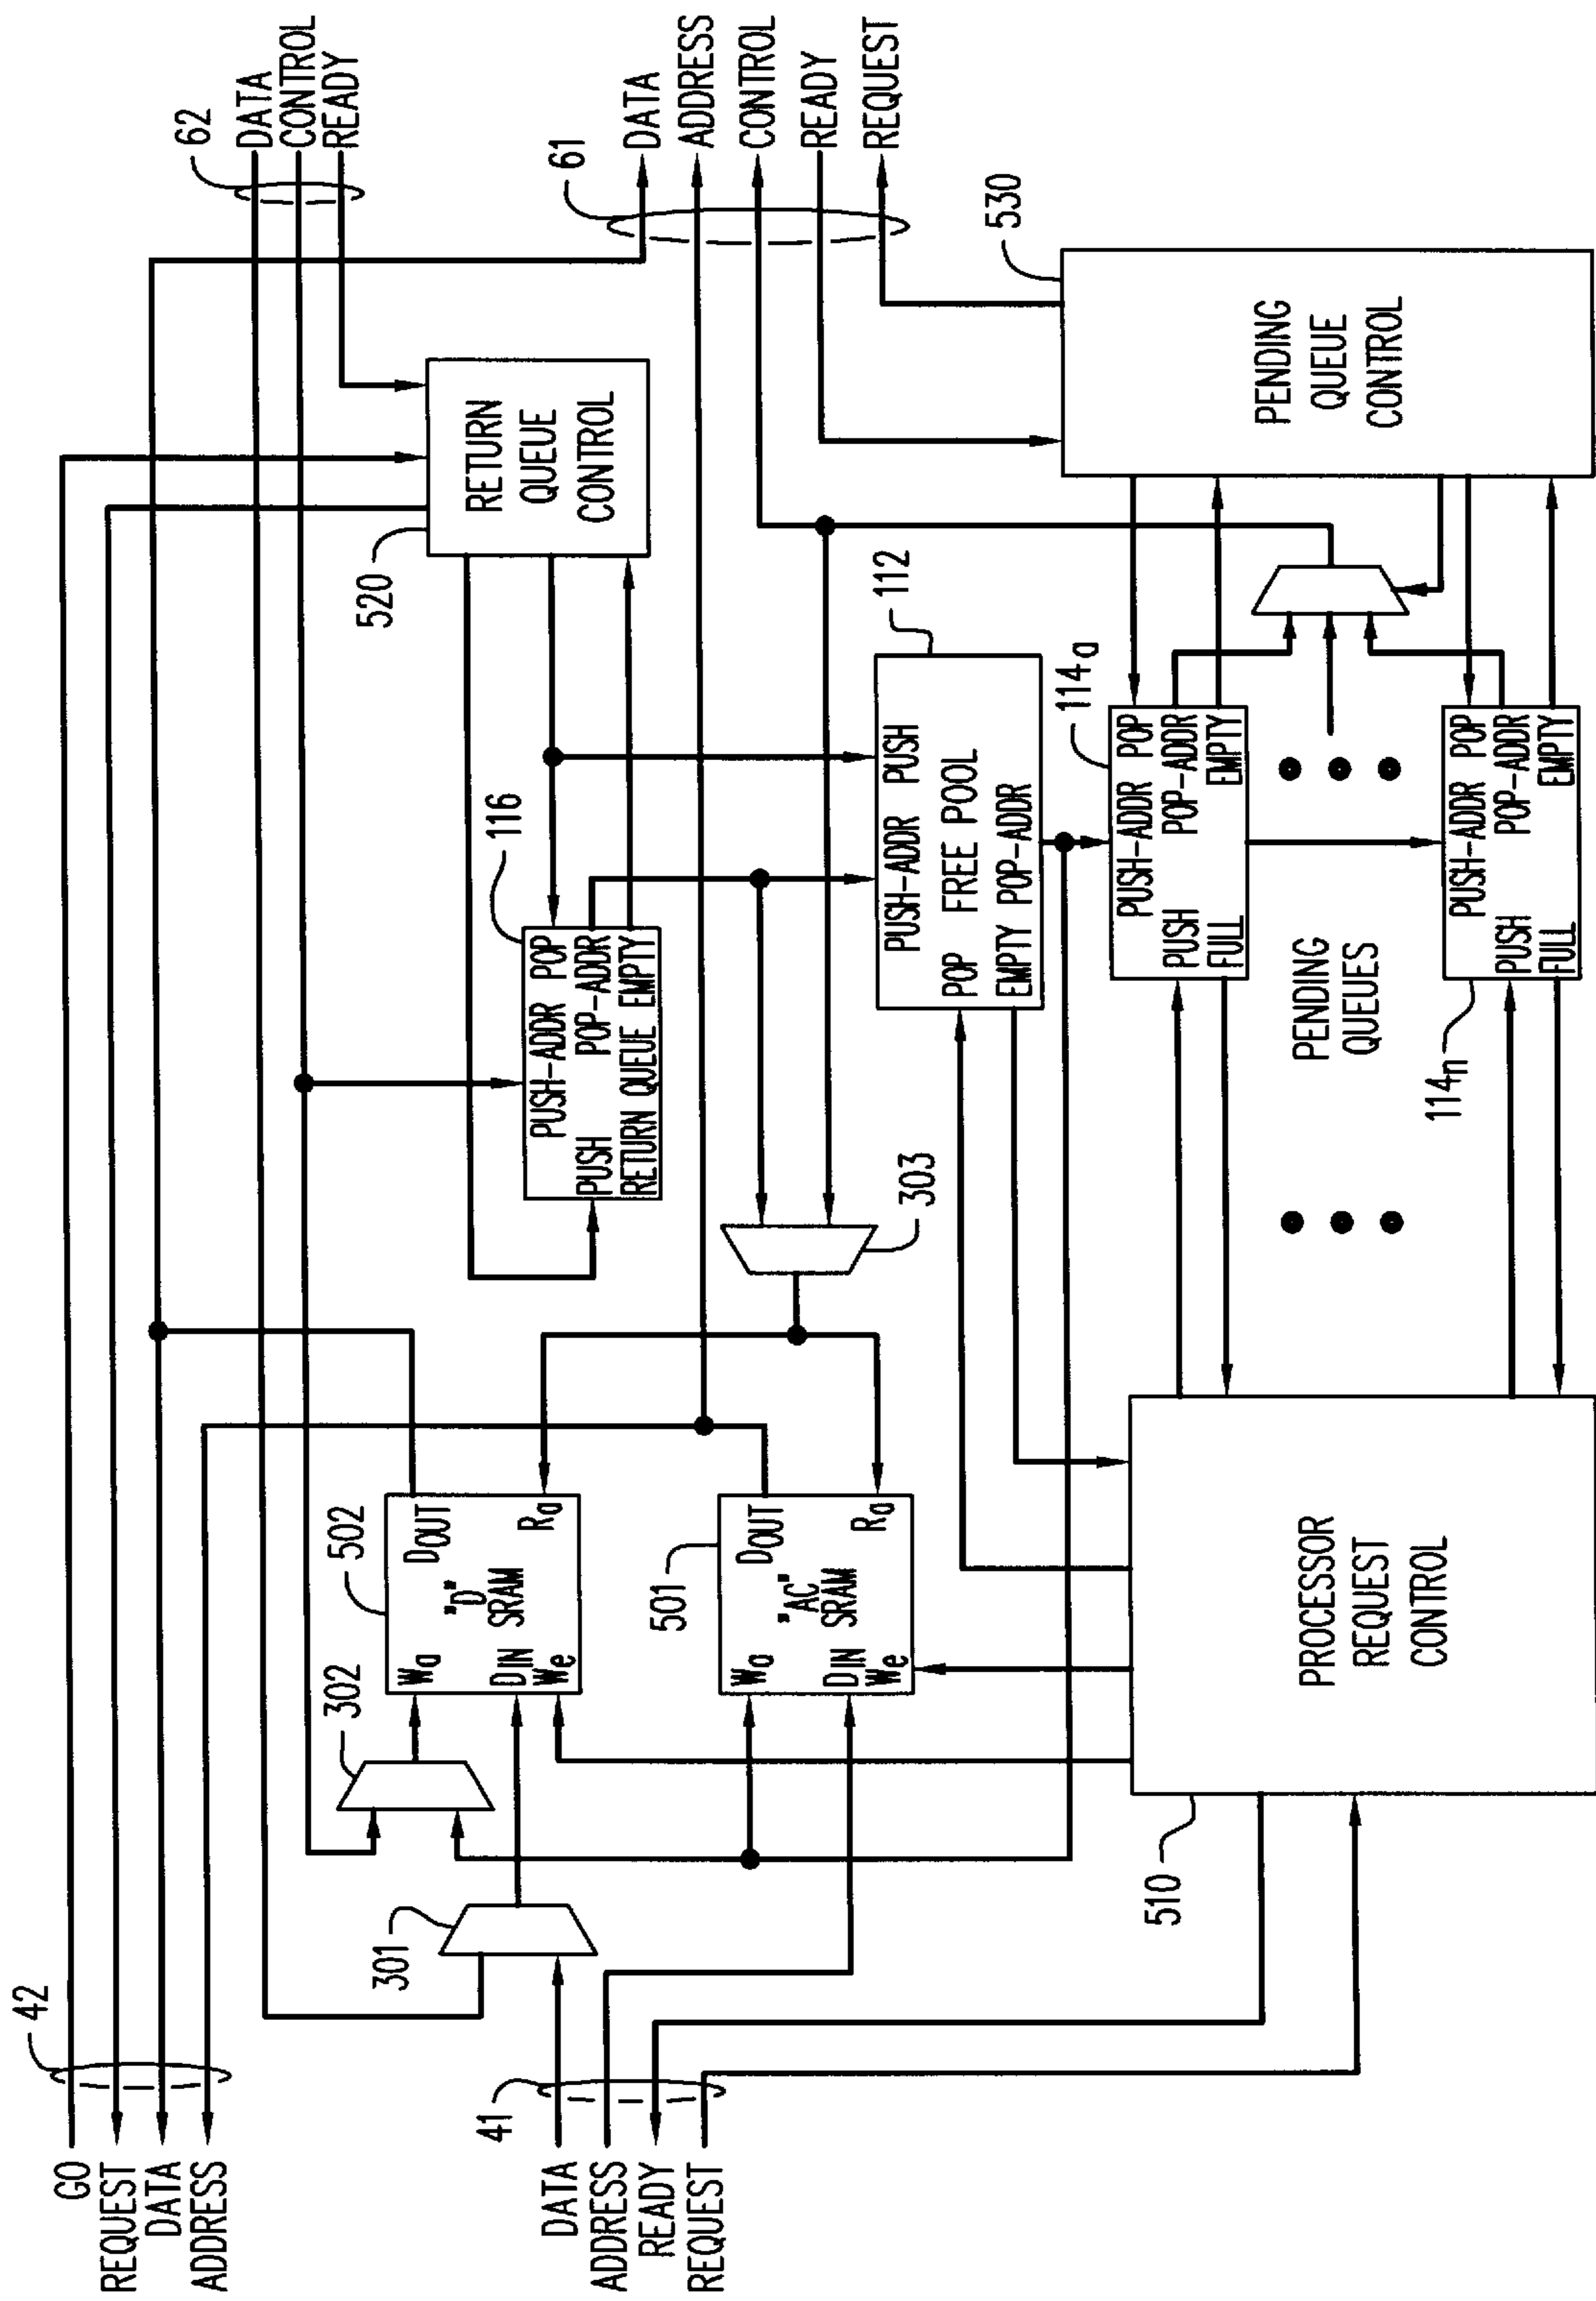 42
GO
REQUEST
DATA
ADDRESS
62
DATA
CONTROL
READY
41
DATA
ADDRESS
READY
REQUEST
61
DATA
ADDRESS
CONTROL
READY
REQUEST
301
302
502
Wa
DOUT
"D"
SRAM
DIN
We
Ra
501
Wa
DOUT
"AC"
SRAM
DIN
We
Ra
303
116
PUSH-ADDR POP
PUSH
POP-ADDR
RETURN QUEUE EMPTY
520
RETURN
QUEUE
CONTROL
112
PUSH-ADDR PUSH
POP FREE POOL
EMPTY POP-ADDR
510
PROCESSOR
REQUEST
CONTROL
PENDING
QUEUES
114a
PUSH-ADDR POP
PUSH
POP-ADDR
FULL
EMPTY
114n
PUSH-ADDR POP
PUSH
POP-ADDR
FULL
EMPTY
530
PENDING
QUEUE
CONTROL